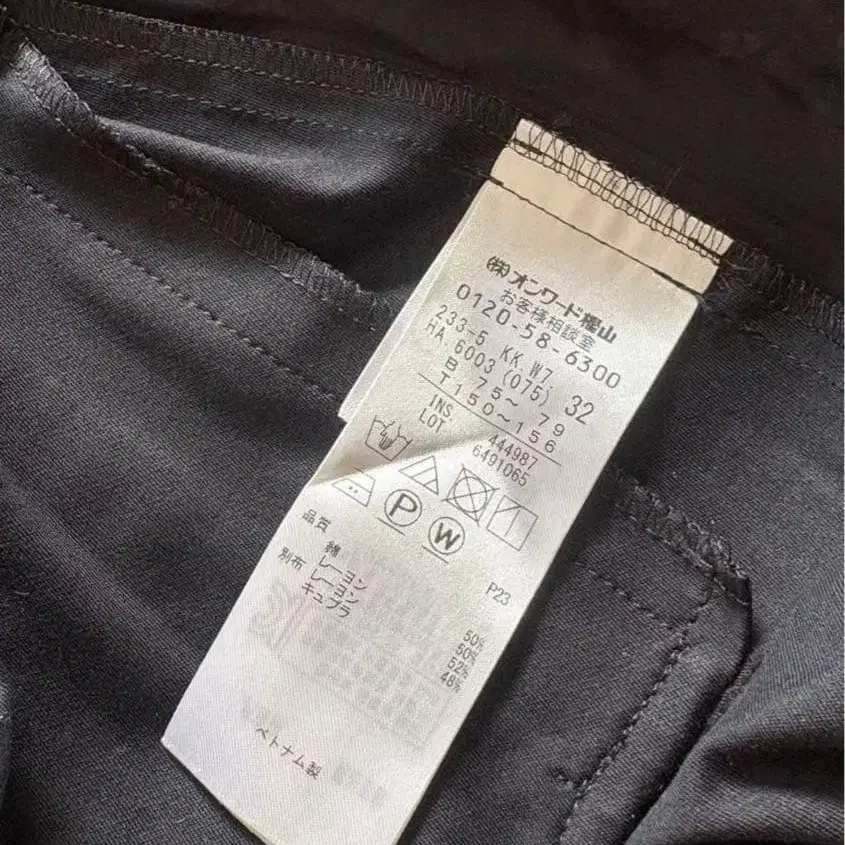 (株)オンワード樫山
お客様相談室
0120-58-6300
233-5 KK.W7. 32
HA 6003 (075)
B 75~ 79
T150~156
INS. 444987
LOT 6491065
P W
P23
品質 綿 50%
レーヨン 50%
別布 レーヨン 52%
キュプラ 48%
ベトナム製